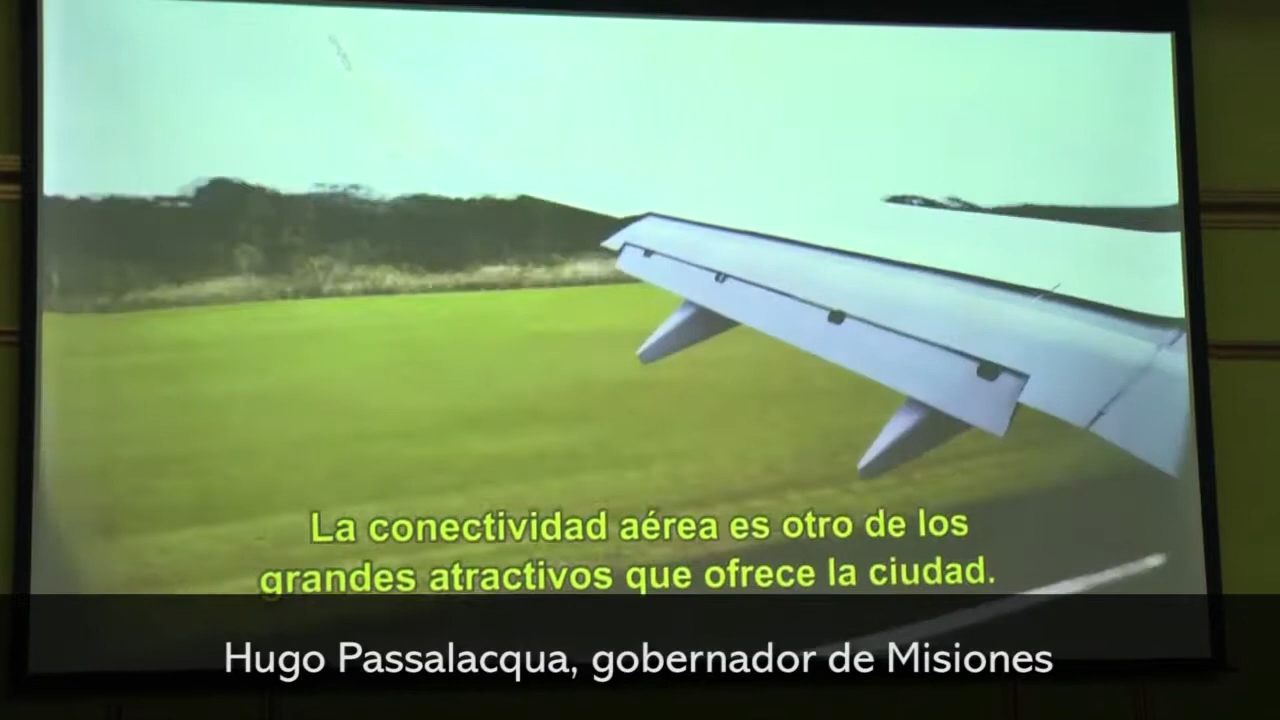 La conectividad aérea es otro de los
grandes atractivos que ofrece la ciudad.
Hugo Passalacqua, gobernador de Misiones